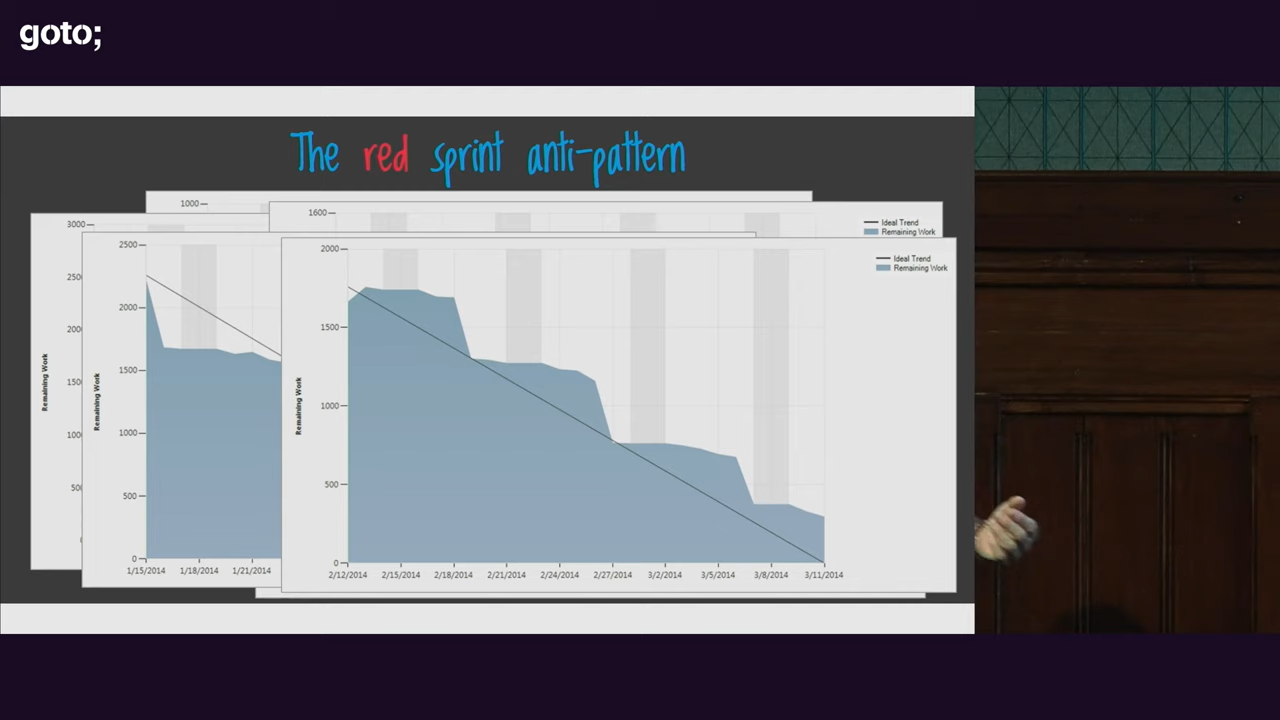 goto;
The red sprint anti-pattern
1000
1600
Ideal Trend
Remaining Work
3000
2000
1500
1000
Remaining Work
2500
2000
1500
1000
500
0
Remaining Work
1/15/2014 1/18/2014 1/21/2014
2000
1500
1000
500
0
Remaining Work
Ideal Trend
Remaining Work
2/12/2014 2/15/2014 2/18/2014 2/21/2014 2/24/2014 2/27/2014 3/2/2014 3/5/2014 3/8/2014 3/11/2014